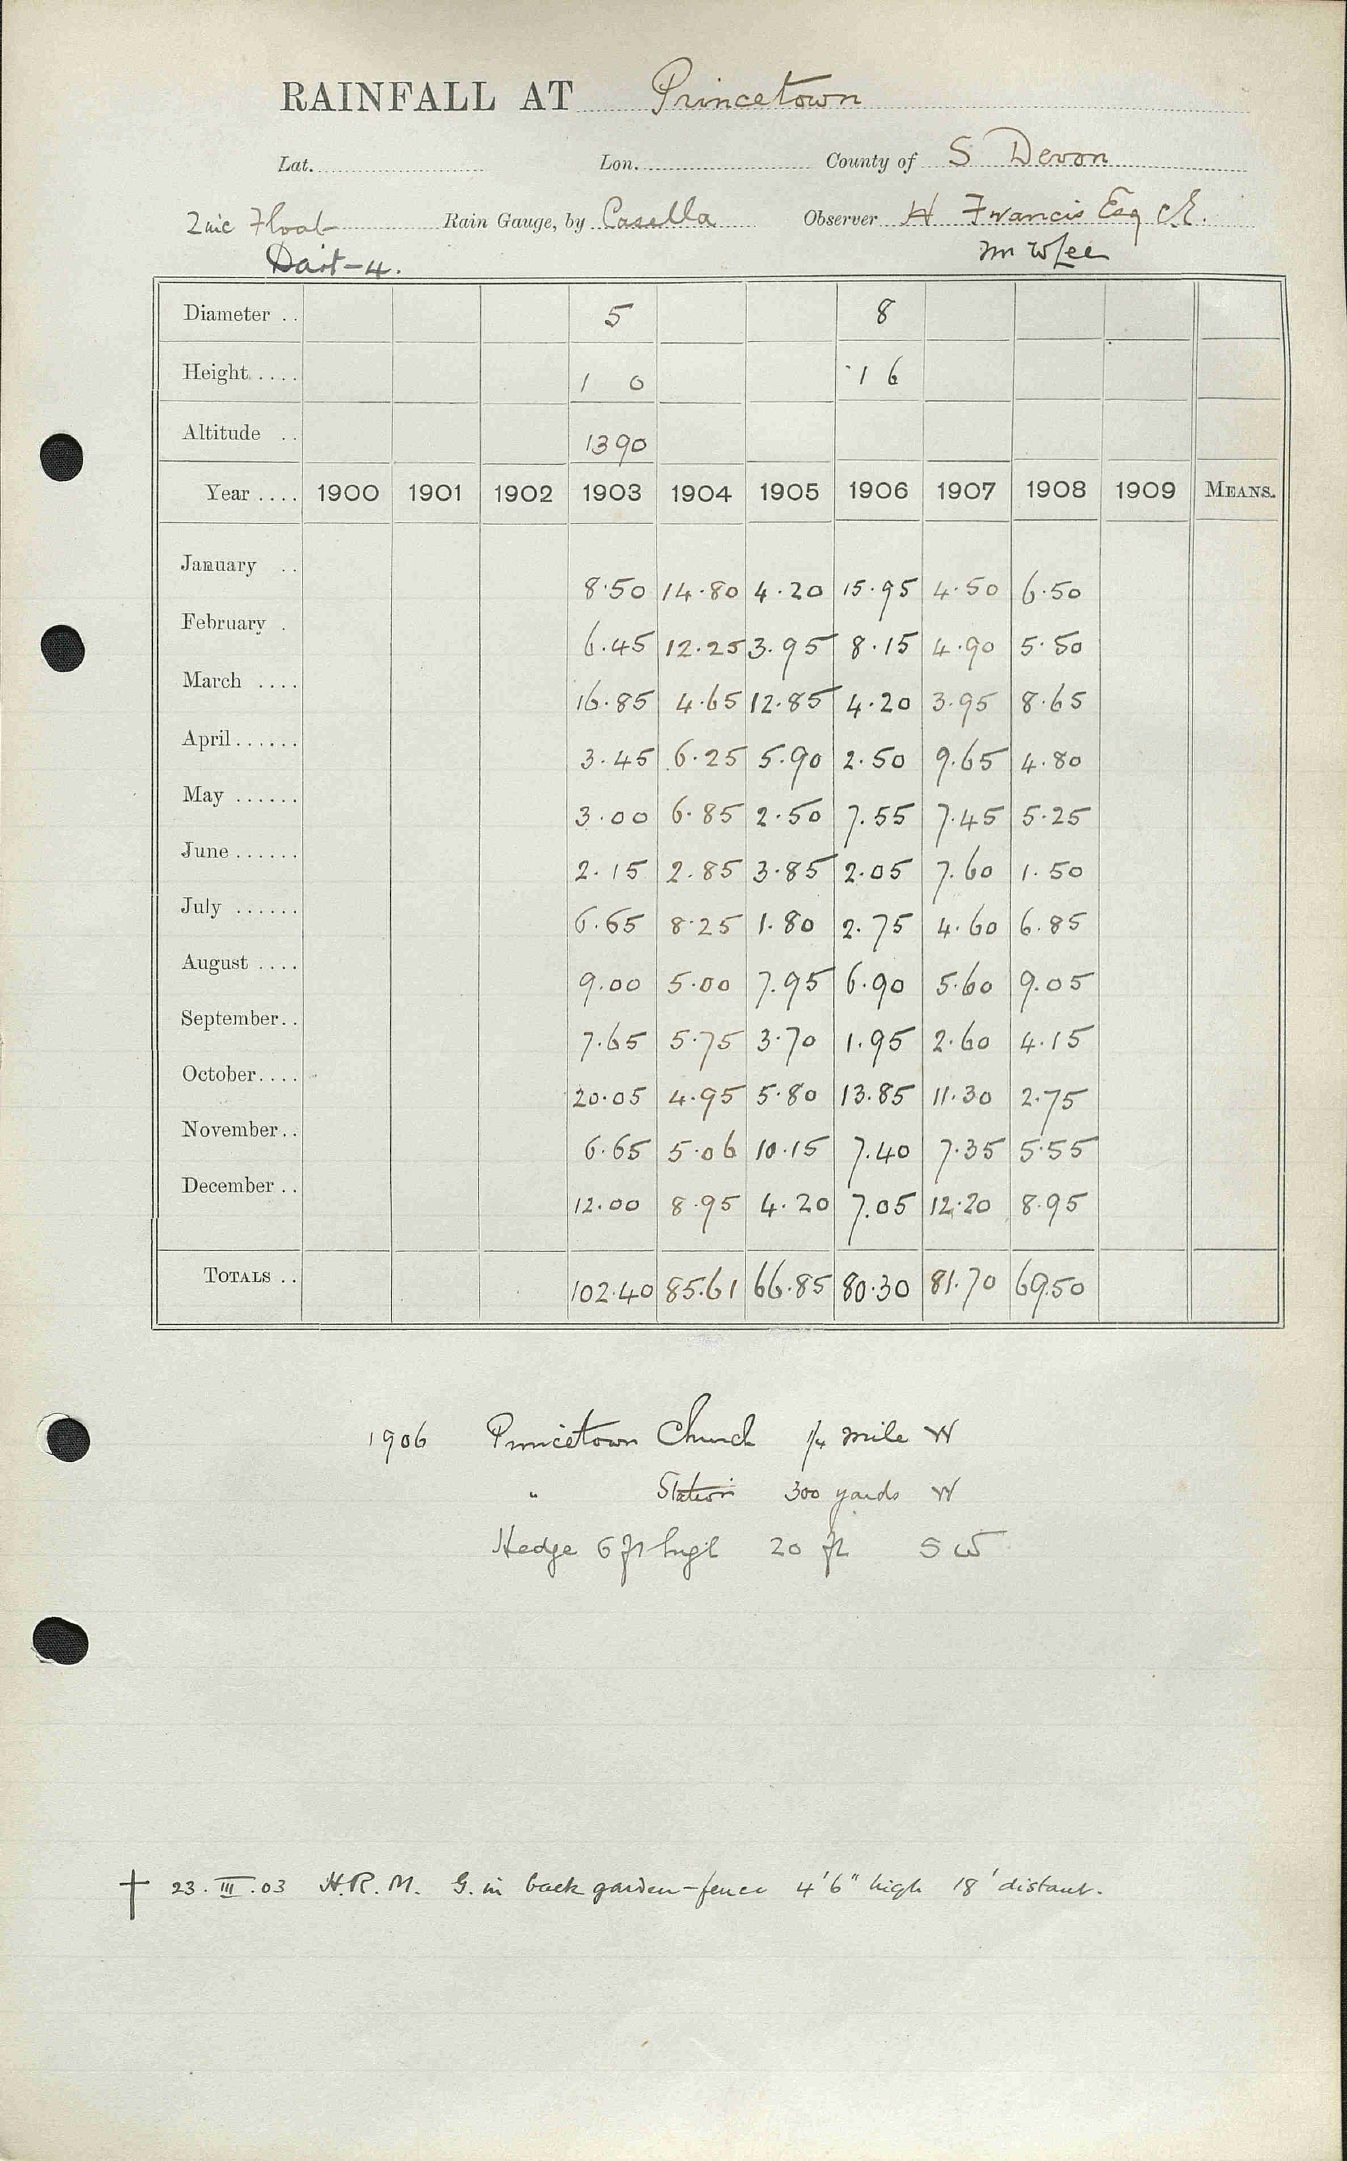 RAINFALL AT Princetown
Lat. Lon. County of S Devon
Zinc Float Rain Gauge, by Casella Observer H Francis Esq CE.
Dart-4. Mr W Lee
Diameter .. 5 8
Height .... 1 0 1 6
Altitude .. 1390
Year .... 1900 1901 1902 1903 1904 1905 1906 1907 1908 1909 MEANS.
January .. 8.50 14.80 4.20 15.95 4.50 6.50
February . 6.45 12.25 3.95 8.15 4.90 5.50
March .... 16.85 4.65 12.85 4.20 3.95 8.65
April ...... 3.45 6.25 5.90 2.50 9.65 4.80
May ...... 3.00 6.85 2.50 7.55 7.45 5.25
June ...... 2.15 2.85 3.85 2.05 7.60 1.50
July ...... 6.65 8.25 1.80 2.75 4.60 6.85
August .... 9.00 5.00 7.95 6.90 5.60 9.05
September.. 7.65 5.75 3.70 1.95 2.60 4.15
October.... 20.05 4.95 5.80 13.85 11.30 2.75
November.. 6.65 5.06 10.15 7.40 7.35 5.55
December .. 12.00 8.95 4.20 7.05 12.20 8.95
TOTALS .. 102.40 85.61 66.85 80.30 81.70 69.50
1906 Princetown Church 1/4 mile W
" Station 300 yards W
Hedge 6 ft high 20 ft SW
† 23.III.03 H.R.M. G. in back garden-fence 4'6" high 18' distant.